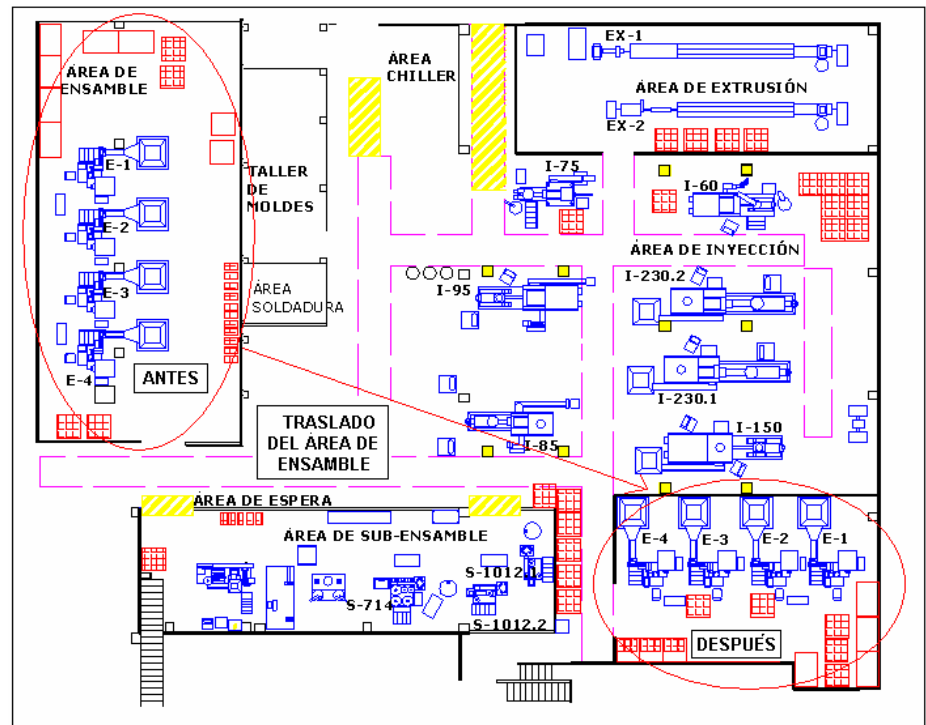 EX-1
ÁREA DE
ENSAMBLE
ÁREA
CHILLER
ÁREA DE EXTRUSIÓN
EX-2
E-1
TALLER
DE
MOLDES
I-75
I-60
E-2
ÁREA DE INYECCIÓN
E-3
ÁREA
SOLDADURA
I-95
I-230.2
E-4
ANTES
I-230.1
TRASLADO
DEL ÁREA DE
ENSAMBLE
I-85
I-150
ÁREA DE ESPERA
ÁREA DE SUB-ENSAMBLE
E-4
E-3
E-2
E-1
S-1012.1
S-714
S-1012.2
DESPUÉS